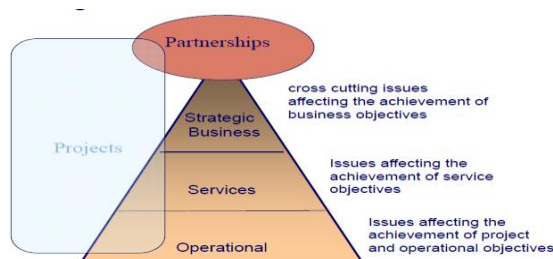 Partnerships
cross cutting issues
affecting the achievement of
business objectives
Strategic
Business
Projects
Issues affecting the
achievement of service
objectives
Services
Issues affecting the
achievement of project
and operational objectives
Operational